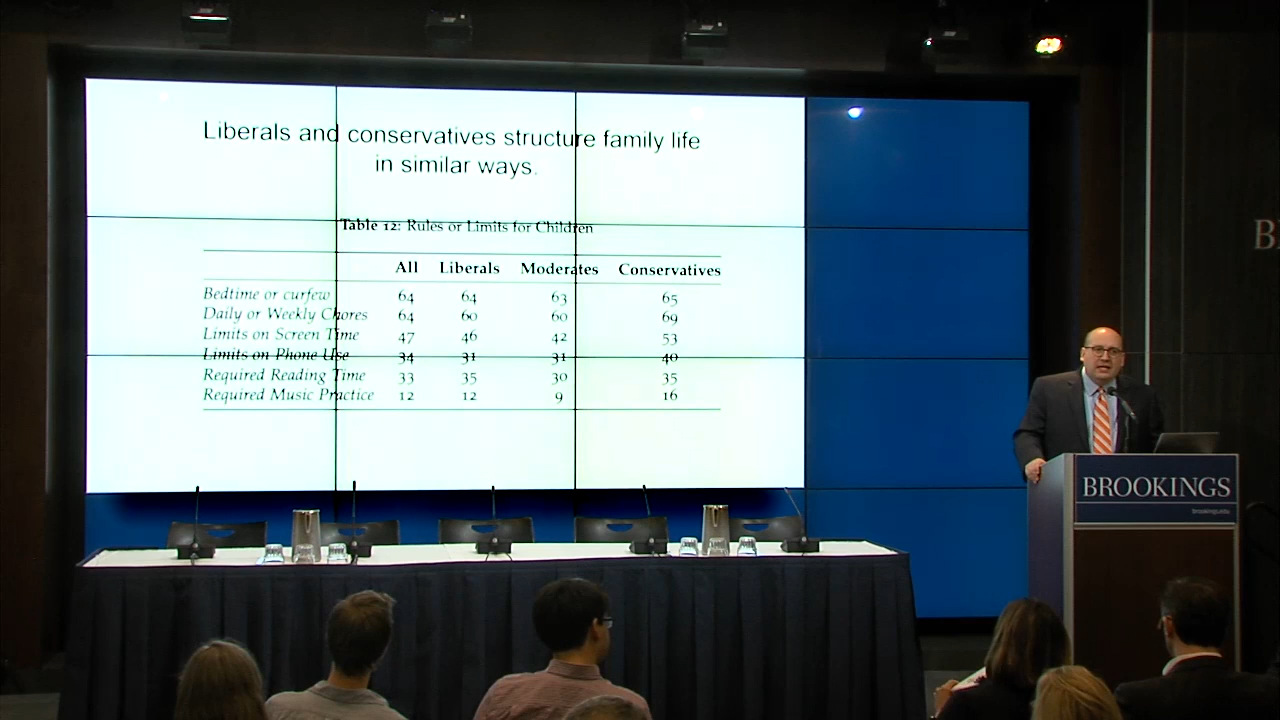 Liberals and conservatives structure family life
in similar ways.
Table 12: Rules or Limits for Children
All Liberals Moderates Conservatives
Bedtime or curfew 64 64 63 65
Daily or Weekly Chores 64 60 60 69
Limits on Screen Time 47 46 42 53
Limits on Phone Use 34 31 31 40
Required Reading Time 33 35 30 35
Required Music Practice 12 12 9 16
B
BROOKINGS
brookings.edu